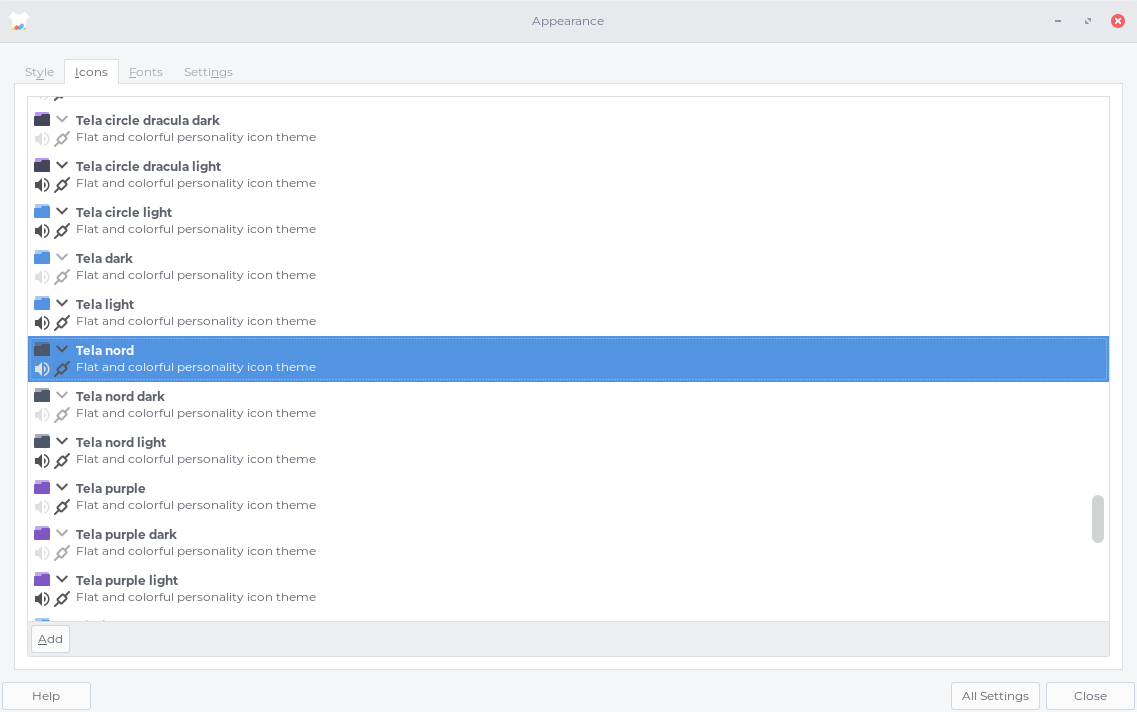 Appearance
Style Icons Fonts Settings
Tela circle dracula dark
Flat and colorful personality icon theme
Tela circle dracula light
Flat and colorful personality icon theme
Tela circle light
Flat and colorful personality icon theme
Tela dark
Flat and colorful personality icon theme
Tela light
Flat and colorful personality icon theme
Tela nord
Flat and colorful personality icon theme
Tela nord dark
Flat and colorful personality icon theme
Tela nord light
Flat and colorful personality icon theme
Tela purple
Flat and colorful personality icon theme
Tela purple dark
Flat and colorful personality icon theme
Tela purple light
Flat and colorful personality icon theme
Add
Help All Settings Close